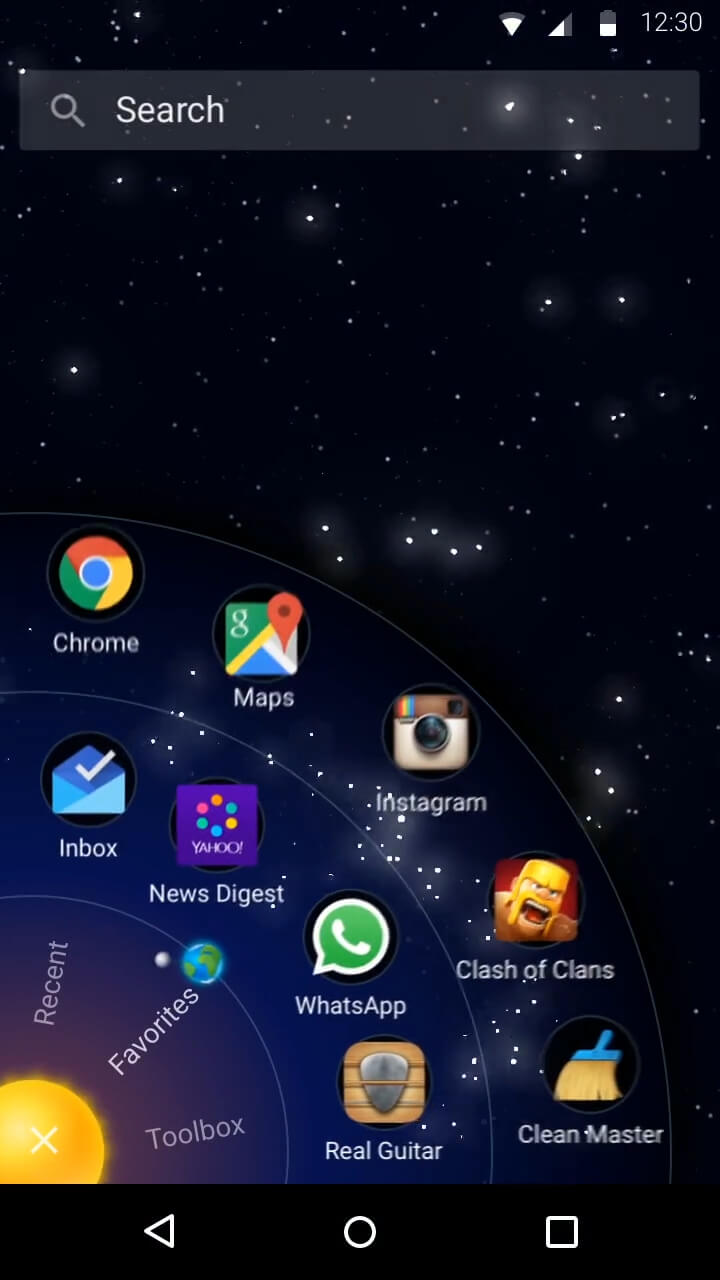 12:30
Search
Chrome
g
Maps
Instagram
Inbox
YAHOO!
News Digest
Clash of Clans
WhatsApp
Recent
Favorites
Toolbox
Real Guitar
Clean Master